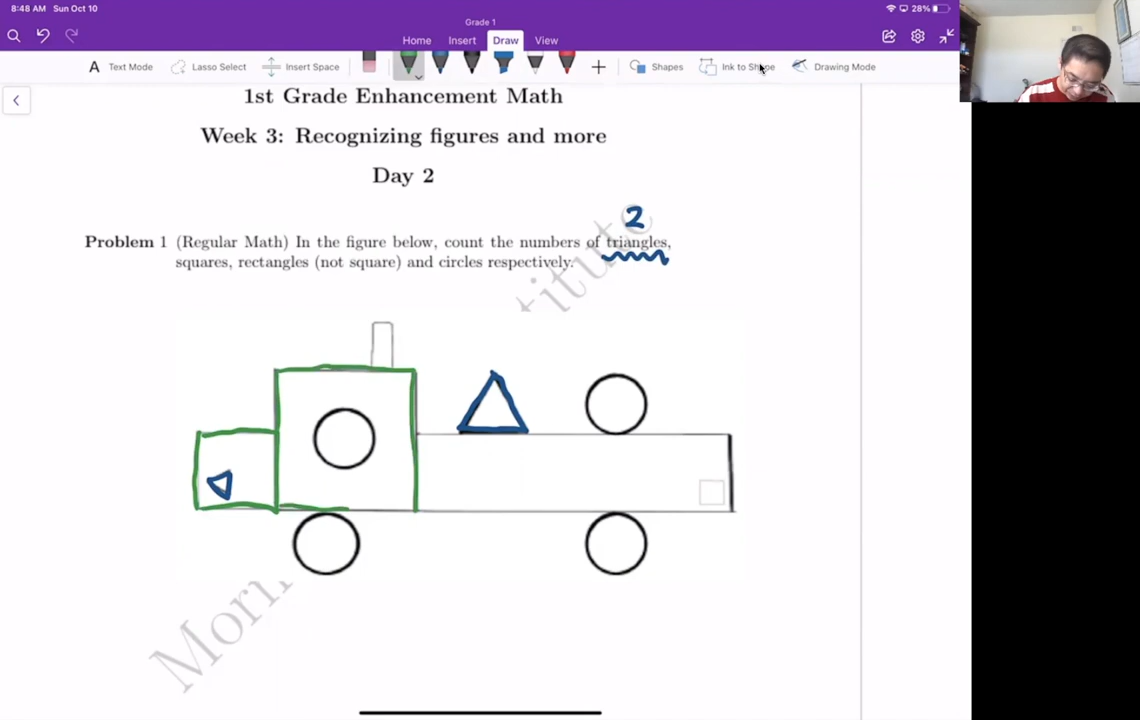 8:48 AM Sun Oct 10
28%
Grade 1
Home Insert Draw View
A Text Mode Lasso Select Insert Space Shapes Ink to Shape Drawing Mode
1st Grade Enhancement Math
Week 3: Recognizing figures and more
Day 2
2
Problem 1 (Regular Math) In the figure below, count the numbers of triangles,
squares, rectangles (not square) and circles respectively.